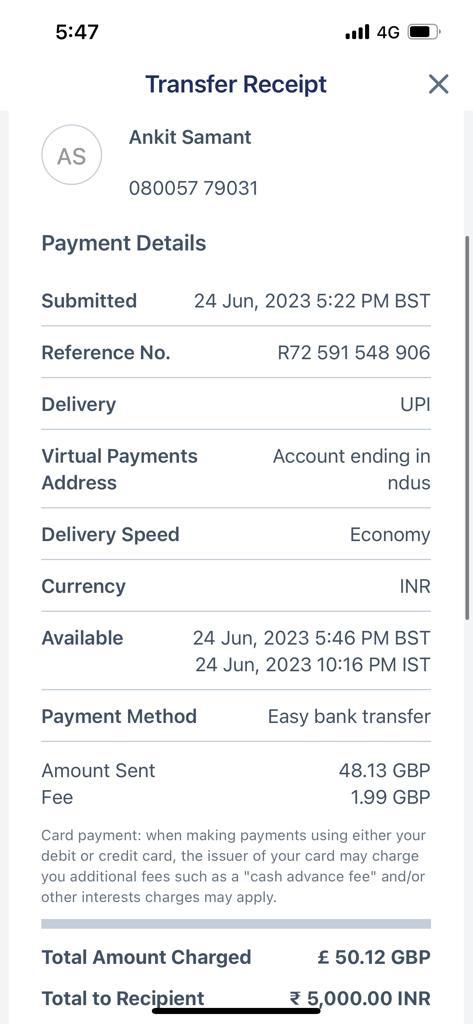 5:47
4G
Transfer Receipt
AS
Ankit Samant
080057 79031
Payment Details
Submitted 24 Jun, 2023 5:22 PM BST
Reference No. R72 591 548 906
Delivery UPI
Virtual Payments Account ending in
Address ndus
Delivery Speed Economy
Currency INR
Available 24 Jun, 2023 5:46 PM BST
24 Jun, 2023 10:16 PM IST
Payment Method Easy bank transfer
Amount Sent 48.13 GBP
Fee 1.99 GBP
Card payment: when making payments using either your
debit or credit card, the issuer of your card may charge
you additional fees such as a "cash advance fee" and/or
other interests charges may apply.
Total Amount Charged £ 50.12 GBP
Total to Recipient ₹ 5,000.00 INR